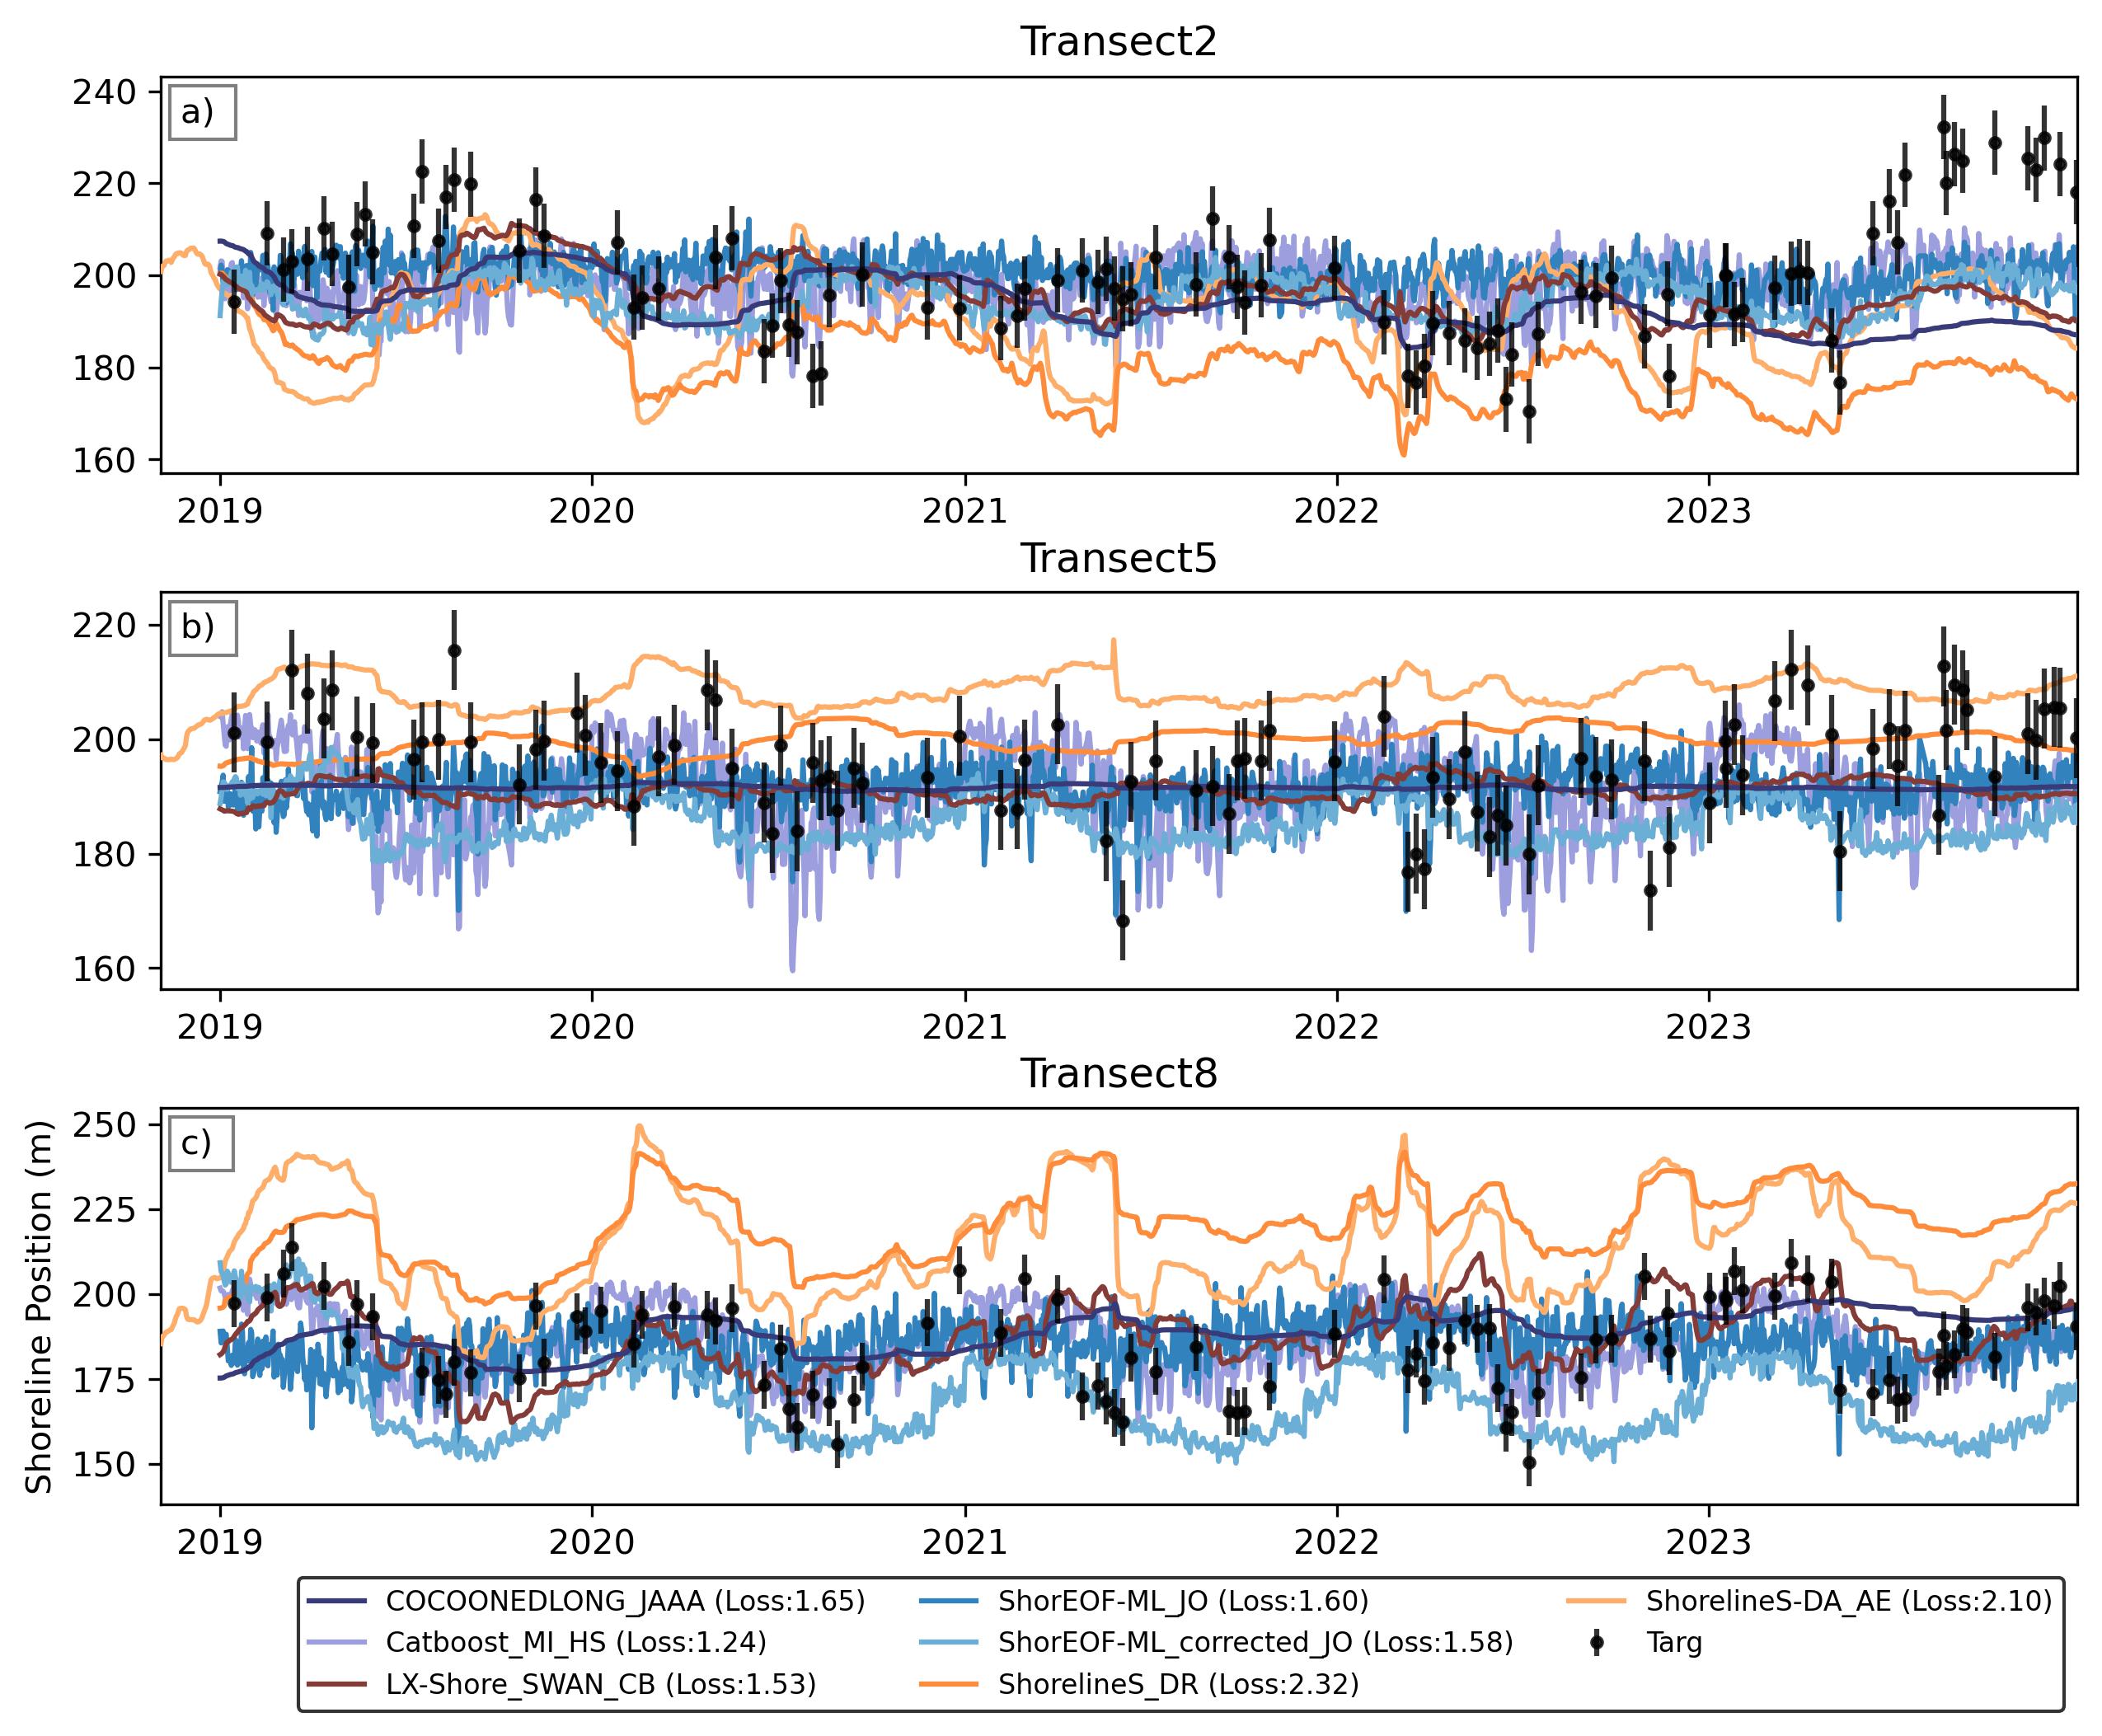 Transect2
a)
240
220
200
180
160
2019 2020 2021 2022 2023
Transect5
b)
220
200
180
160
2019 2020 2021 2022 2023
Transect8
c)
Shoreline Position (m)
250
225
200
175
150
2019 2020 2021 2022 2023
COCOONEDLONG_JAAA (Loss:1.65)
Catboost_MI_HS (Loss:1.24)
LX-Shore_SWAN_CB (Loss:1.53)
ShorEOF-ML_JO (Loss:1.60)
ShorEOF-ML_corrected_JO (Loss:1.58)
ShorelineS_DR (Loss:2.32)
ShorelineS-DA_AE (Loss:2.10)
Targ